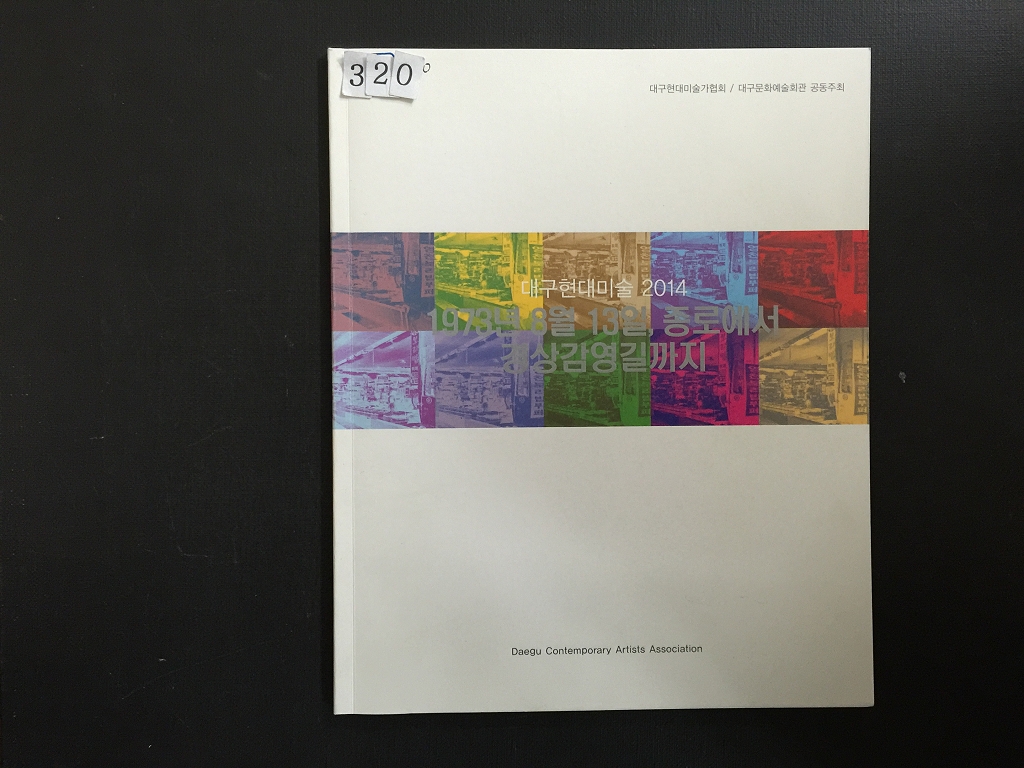 320
대구현대미술가협회 / 대구문화예술회관 공동주최
대구현대미술 2014
1973년 8월 13일, 종로에서
경상감영길까지
Daegu Contemporary Artists Association